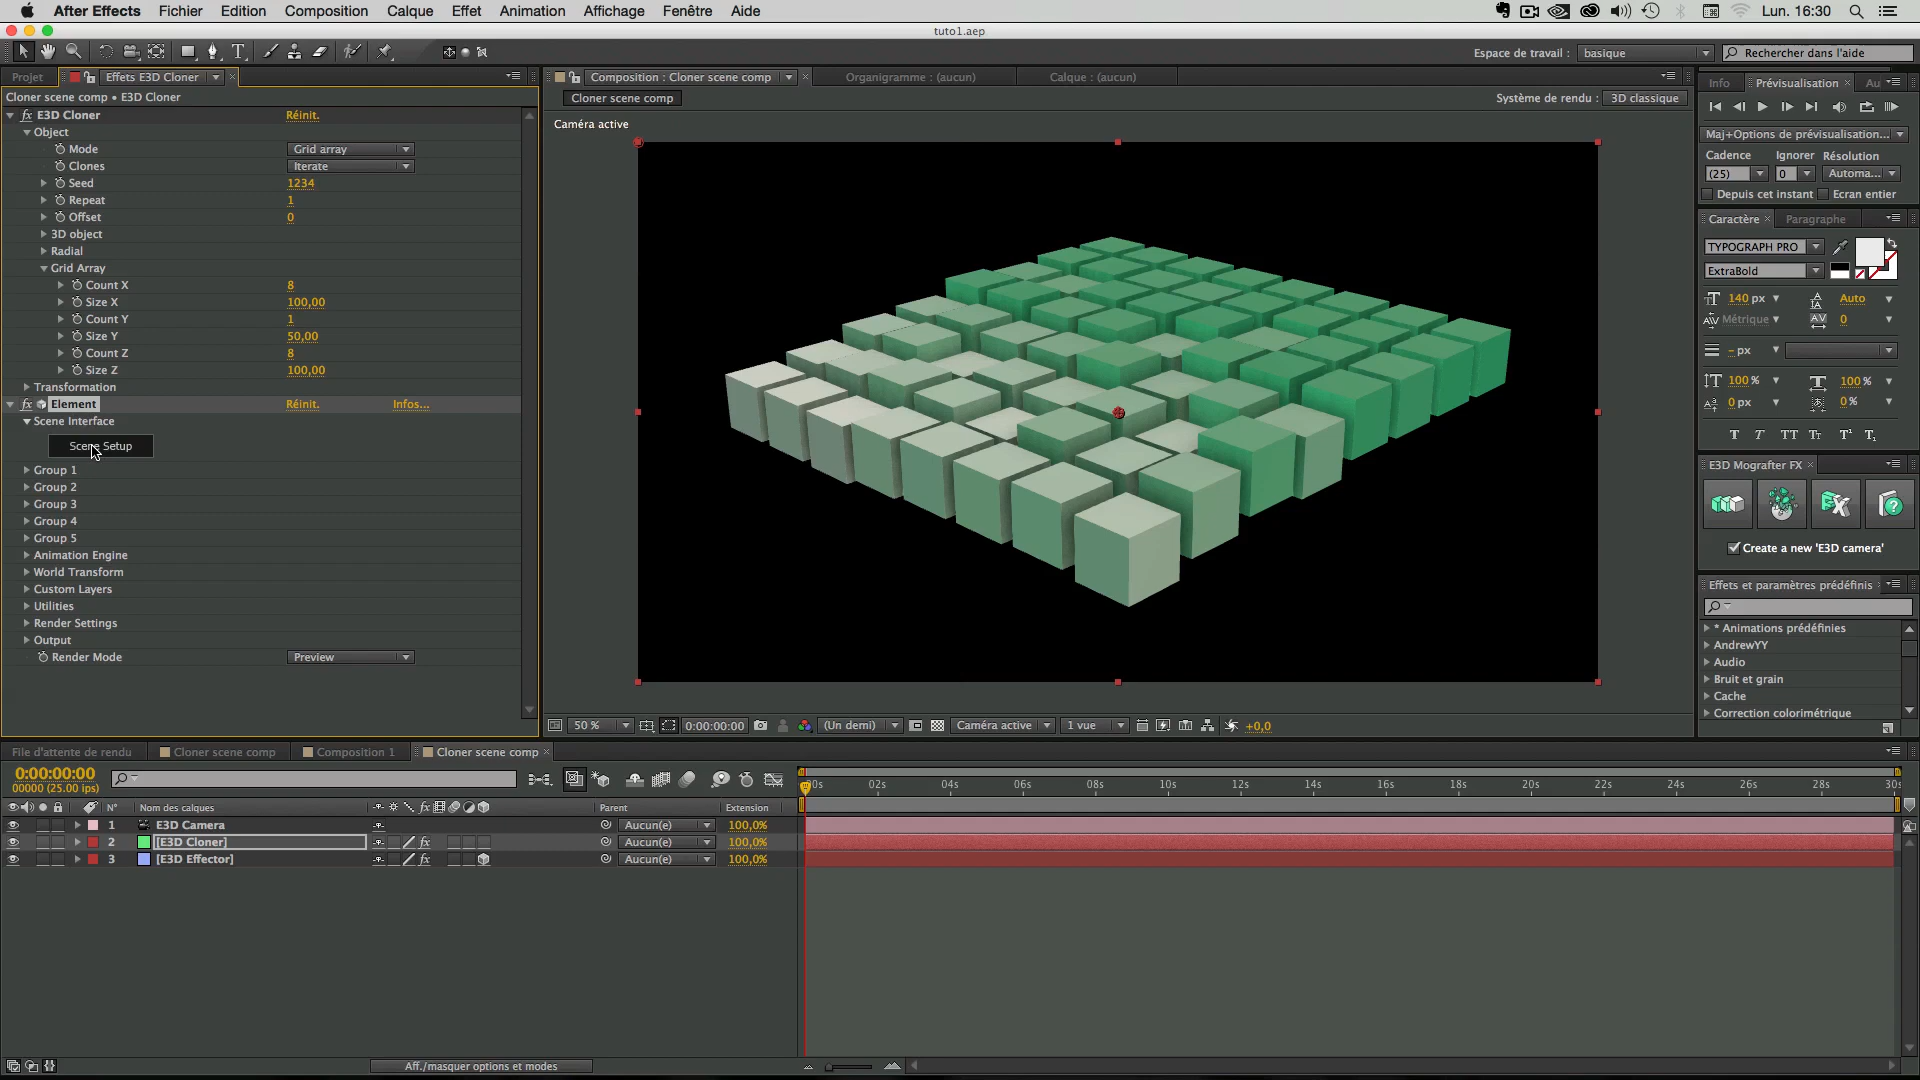 After Effects Fichier Edition Composition Calque Effet Animation Affichage Fenêtre Aide Lun. 16:30
tuto1.aep
Espace de travail : basique Rechercher dans l'aide
Projet Effets E3D Cloner × Composition : Cloner scene comp × Organigramme : (aucun) Calque : (aucun) Info Prévisualisation × Au
Cloner scene comp • E3D Cloner
Cloner scene comp Système de rendu : 3D classique
Caméra active
fx E3D Cloner Réinit.
Object
Mode Grid array
Clones Iterate
Seed 1234
Repeat 1
Offset 0
3D object
Radial
Grid Array
Count X 8
Size X 100,00
Count Y 1
Size Y 50,00
Count Z 8
Size Z 100,00
Transformation
fx Element Réinit. Infos...
Scene Interface
Scene Setup
Group 1
Group 2
Group 3
Group 4
Group 5
Animation Engine
World Transform
Custom Layers
Utilities
Render Settings
Output
Render Mode Preview
50 % 0:00:00:00 (Un demi) Caméra active 1 vue +0,0
Maj+Options de prévisualisation...
Cadence Ignorer Résolution
(25) 0 Automa...
Depuis cet instant Ecran entier
Caractère × Paragraphe
TYPOGRAPH PRO
ExtraBold
140 px Auto
Métrique 0
– px
100 % 100 %
0 px 0 %
T T TT Tт T¹ T₁
E3D Mografter FX ×
Create a new 'E3D camera'
Effets et paramètres prédéfinis
* Animations prédéfinies
AndrewYY
Audio
Bruit et grain
Cache
Correction colorimétrique
File d'attente de rendu Cloner scene comp Composition 1 Cloner scene comp ×
0:00:00:00
00000 (25.00 ips)
00s 02s 04s 06s 08s 10s 12s 14s 16s 18s 20s 22s 24s 26s 28s 30s
N° Nom des calques fx Parent Extension
1 E3D Camera Aucun(e) 100,0%
2 [E3D Cloner] fx Aucun(e) 100,0%
3 [E3D Effector] fx Aucun(e) 100,0%
Aff./masquer options et modes